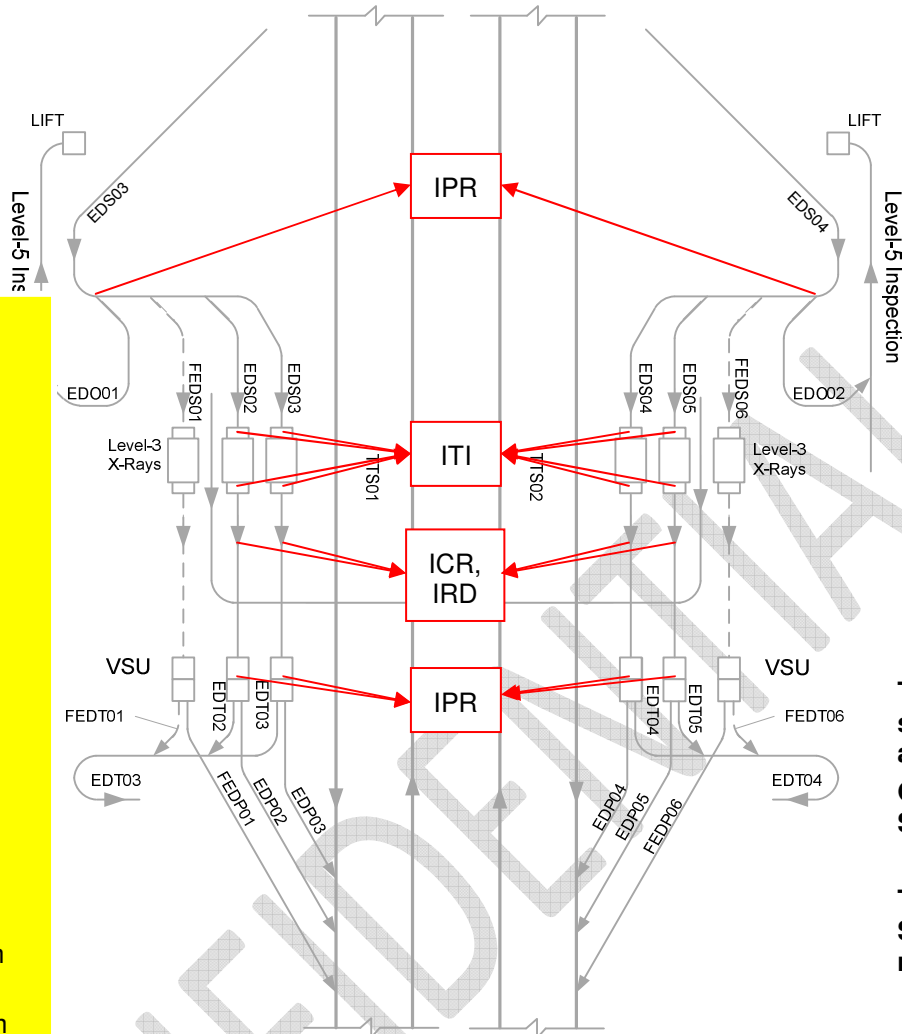 LIFT
LIFT
EDS03
IPR
EDS04
Level-5 Ins
Level-5 Inspection
EDO01
FEDS01
EDS02
EDS03
EDS04
EDS05
FEDS06
EDO02
Level-3
X-Rays
TTS01
ITI
TTS02
Level-3
X-Rays
ICR,
IRD
VSU
IPR
VSU
FEDT01
EDT02
EDT03
EDT04
EDT05
FEDT06
EDT03
EDT04
FEDP01
EDP02
EDP03
EDP04
EDP05
FEDP06